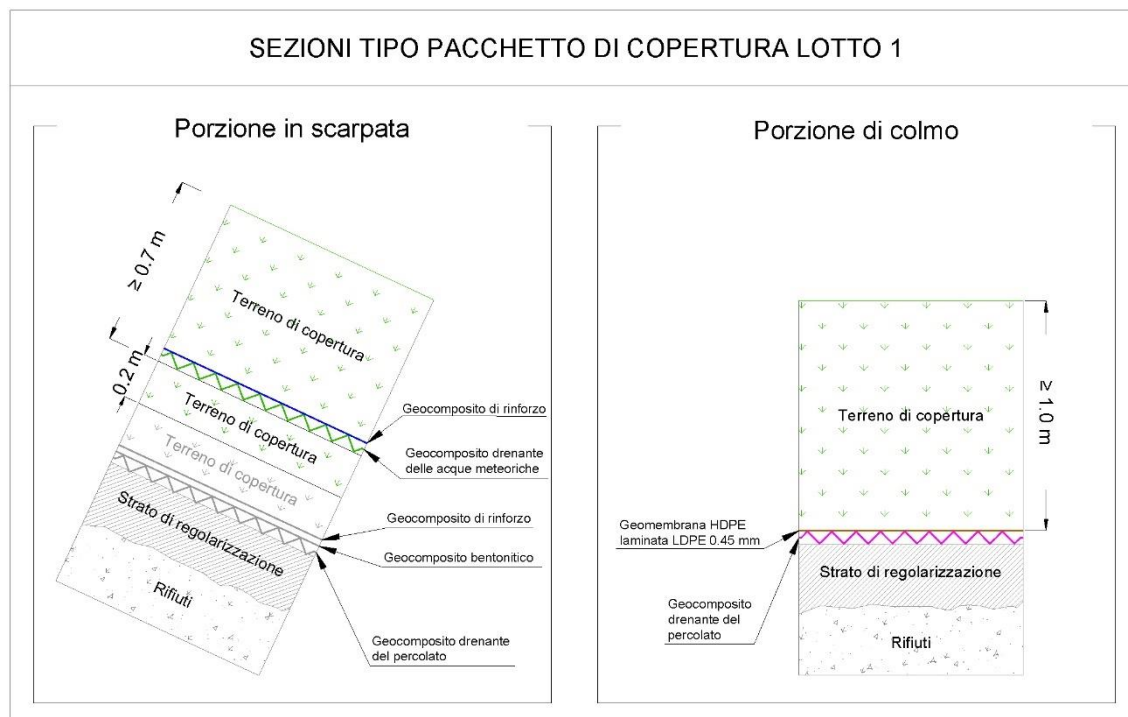 SEZIONI TIPO PACCHETTO DI COPERTURA LOTTO 1
Porzione in scarpata
≥ 0.7 m
Terreno di copertura
0.2 m
Terreno di copertura
Terreno di copertura
Strato di regolarizzazione
Rifiuti
Geocomposito di rinforzo
Geocomposito drenante
delle acque meteoriche
Geocomposito di rinforzo
Geocomposito bentonitico
Geocomposito drenante
del percolato
Porzione di colmo
Terreno di copertura
≥ 1.0 m
Geomembrana HDPE
laminata LDPE 0.45 mm
Strato di regolarizzazione
Geocomposito
drenante del
percolato
Rifiuti